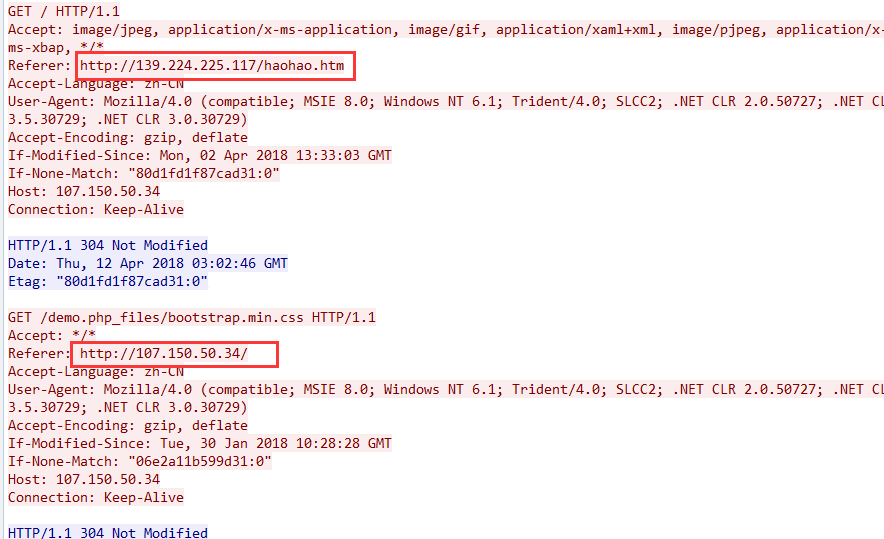 GET / HTTP/1.1
Accept: image/jpeg, application/x-ms-application, image/gif, application/xaml+xml, image/pjpeg, application/x-
ms-xbap, */*
Referer: http://139.224.225.117/haohao.htm
Accept-Language: zh-CN
User-Agent: Mozilla/4.0 (compatible; MSIE 8.0; Windows NT 6.1; Trident/4.0; SLCC2; .NET CLR 2.0.50727; .NET CL
3.5.30729; .NET CLR 3.0.30729)
Accept-Encoding: gzip, deflate
If-Modified-Since: Mon, 02 Apr 2018 13:33:03 GMT
If-None-Match: "80d1fd1f87cad31:0"
Host: 107.150.50.34
Connection: Keep-Alive
HTTP/1.1 304 Not Modified
Date: Thu, 12 Apr 2018 03:02:46 GMT
Etag: "80d1fd1f87cad31:0"
GET /demo.php_files/bootstrap.min.css HTTP/1.1
Accept: */*
Referer: http://107.150.50.34/
Accept-Language: zh-CN
User-Agent: Mozilla/4.0 (compatible; MSIE 8.0; Windows NT 6.1; Trident/4.0; SLCC2; .NET CLR 2.0.50727; .NET CL
3.5.30729; .NET CLR 3.0.30729)
Accept-Encoding: gzip, deflate
If-Modified-Since: Tue, 30 Jan 2018 10:28:28 GMT
If-None-Match: "06e2a11b599d31:0"
Host: 107.150.50.34
Connection: Keep-Alive
HTTP/1.1 304 Not Modified